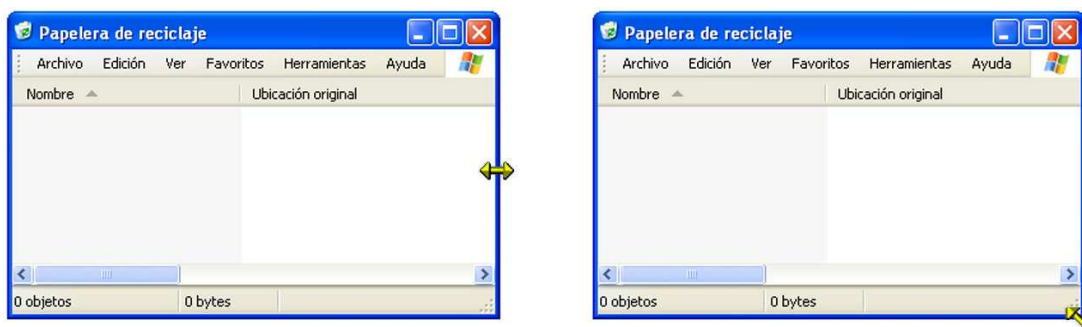 Papelera de reciclaje
Archivo Edición Ver Favoritos Herramientas Ayuda
Nombre Ubicación original
0 objetos 0 bytes
Papelera de reciclaje
Archivo Edición Ver Favoritos Herramientas Ayuda
Nombre Ubicación original
0 objetos 0 bytes